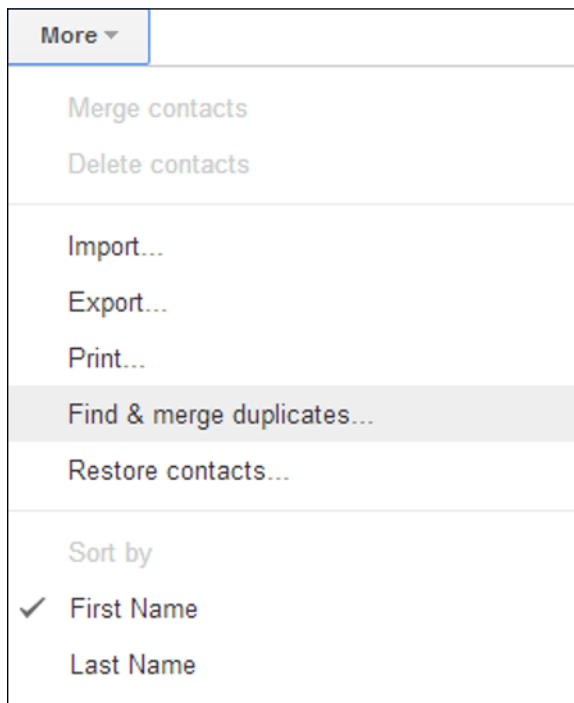 More
Merge contacts
Delete contacts
Import...
Export...
Print...
Find & merge duplicates...
Restore contacts...
Sort by
First Name
Last Name